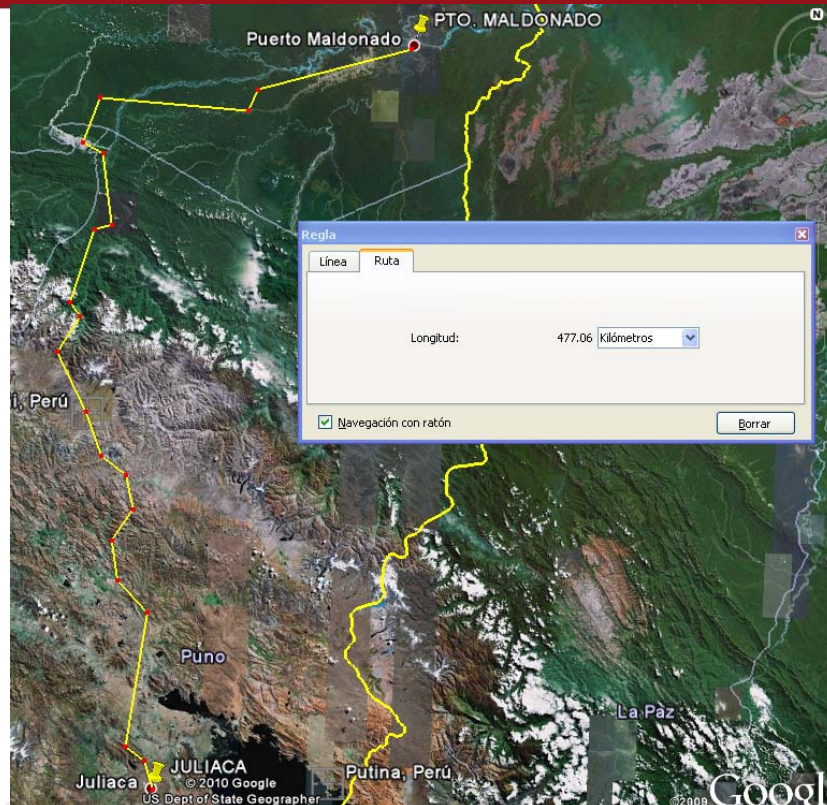 PTO. MALDONADO
Puerto Maldonado
N
Regla
Línea Ruta
Longitud: 477.06 Kilómetros
i, Perú
Navegación con ratón Borrar
Puno
La Paz
JULIACA
Juliaca
© 2010 Google
Putina, Perú
US Dept of State Geographer
©2009 Googl